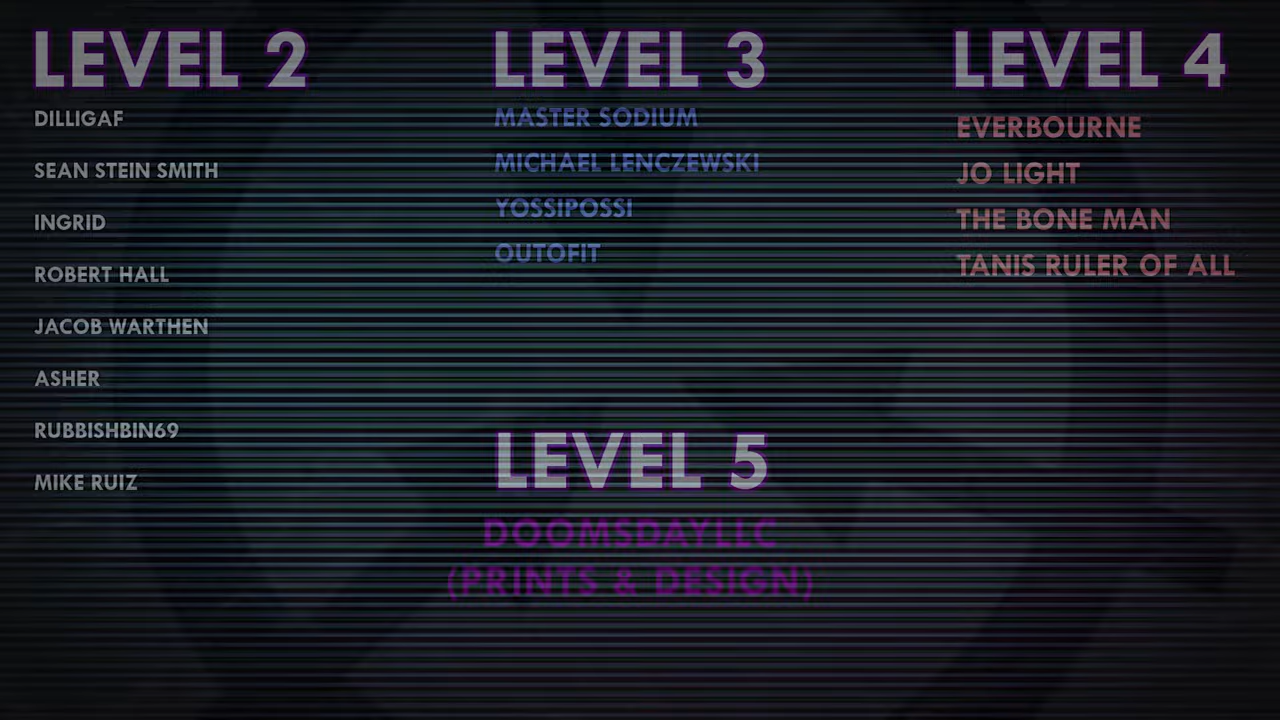 LEVEL 2
DILLIGAF
SEAN STEIN SMITH
INGRID
ROBERT HALL
JACOB WARTHEN
ASHER
RUBBISHBIN69
MIKE RUIZ
LEVEL 3
MASTER SODIUM
MICHAEL LENCZEWSKI
YOSSIPOSSI
OUTOFIT
LEVEL 4
EVERBOURNE
JO LIGHT
THE BONE MAN
TANIS RULER OF ALL
LEVEL 5
DOOMSDAYLLC
(PRINTS & DESIGN)